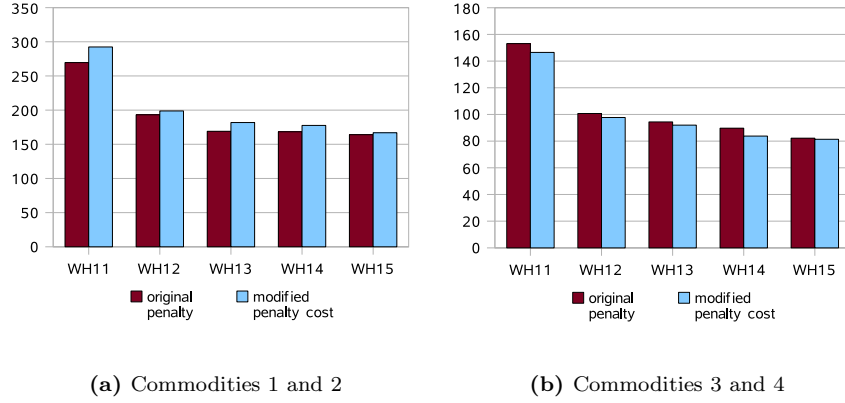 350
300
250
200
150
100
50
0
WH11 WH12 WH13 WH14 WH15
original penalty
modified penalty cost
(a) Commodities 1 and 2
180
160
140
120
100
80
60
40
20
0
WH11 WH12 WH13 WH14 WH15
original penalty
modified penalty cost
(b) Commodities 3 and 4